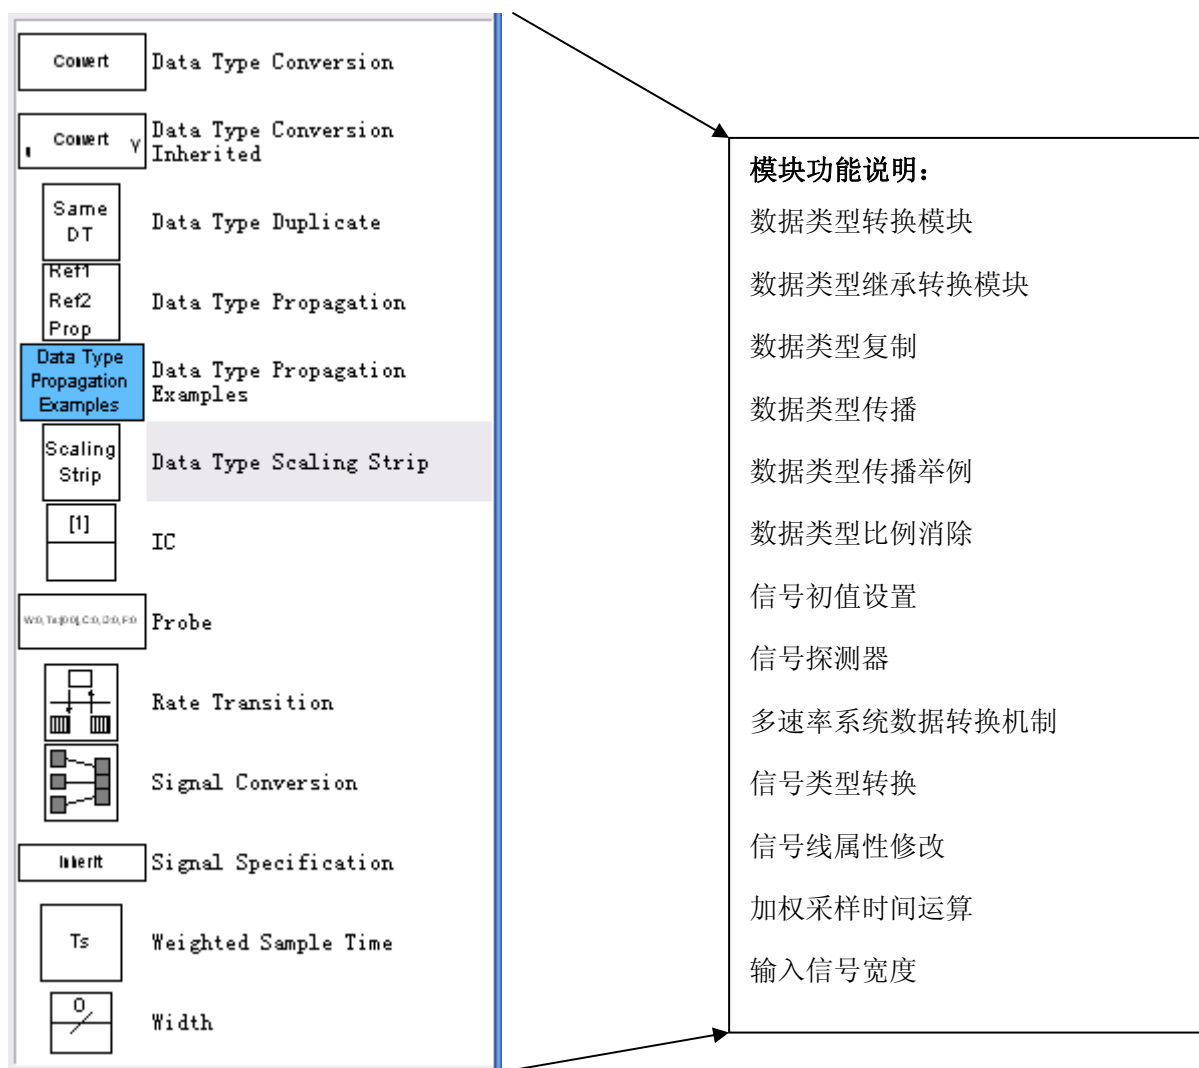 Convert
Data Type Conversion
Convert
y
Data Type Conversion
Inherited
Same
DT
Data Type Duplicate
Ref1
Ref2
Prop
Data Type Propagation
Data Type
Propagation
Examples
Data Type Propagation
Examples
Scaling
Strip
Data Type Scaling Strip
[1]
IC
W:0, Ts:[0 0], C:0, D:0, F:0
Probe
Rate Transition
Signal Conversion
Inherit
Signal Specification
Ts
Weighted Sample Time
0
Width
模块功能说明：
数据类型转换模块
数据类型继承转换模块
数据类型复制
数据类型传播
数据类型传播举例
数据类型比例消除
信号初值设置
信号探测器
多速率系统数据转换机制
信号类型转换
信号线属性修改
加权采样时间运算
输入信号宽度